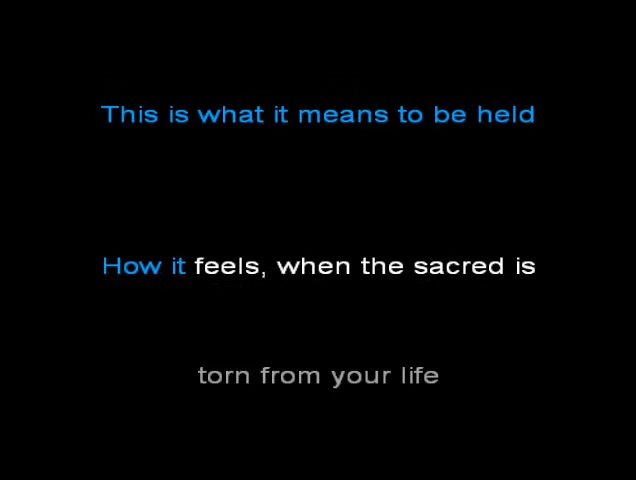 This is what it means to be held
How it feels, when the sacred is
torn from your life